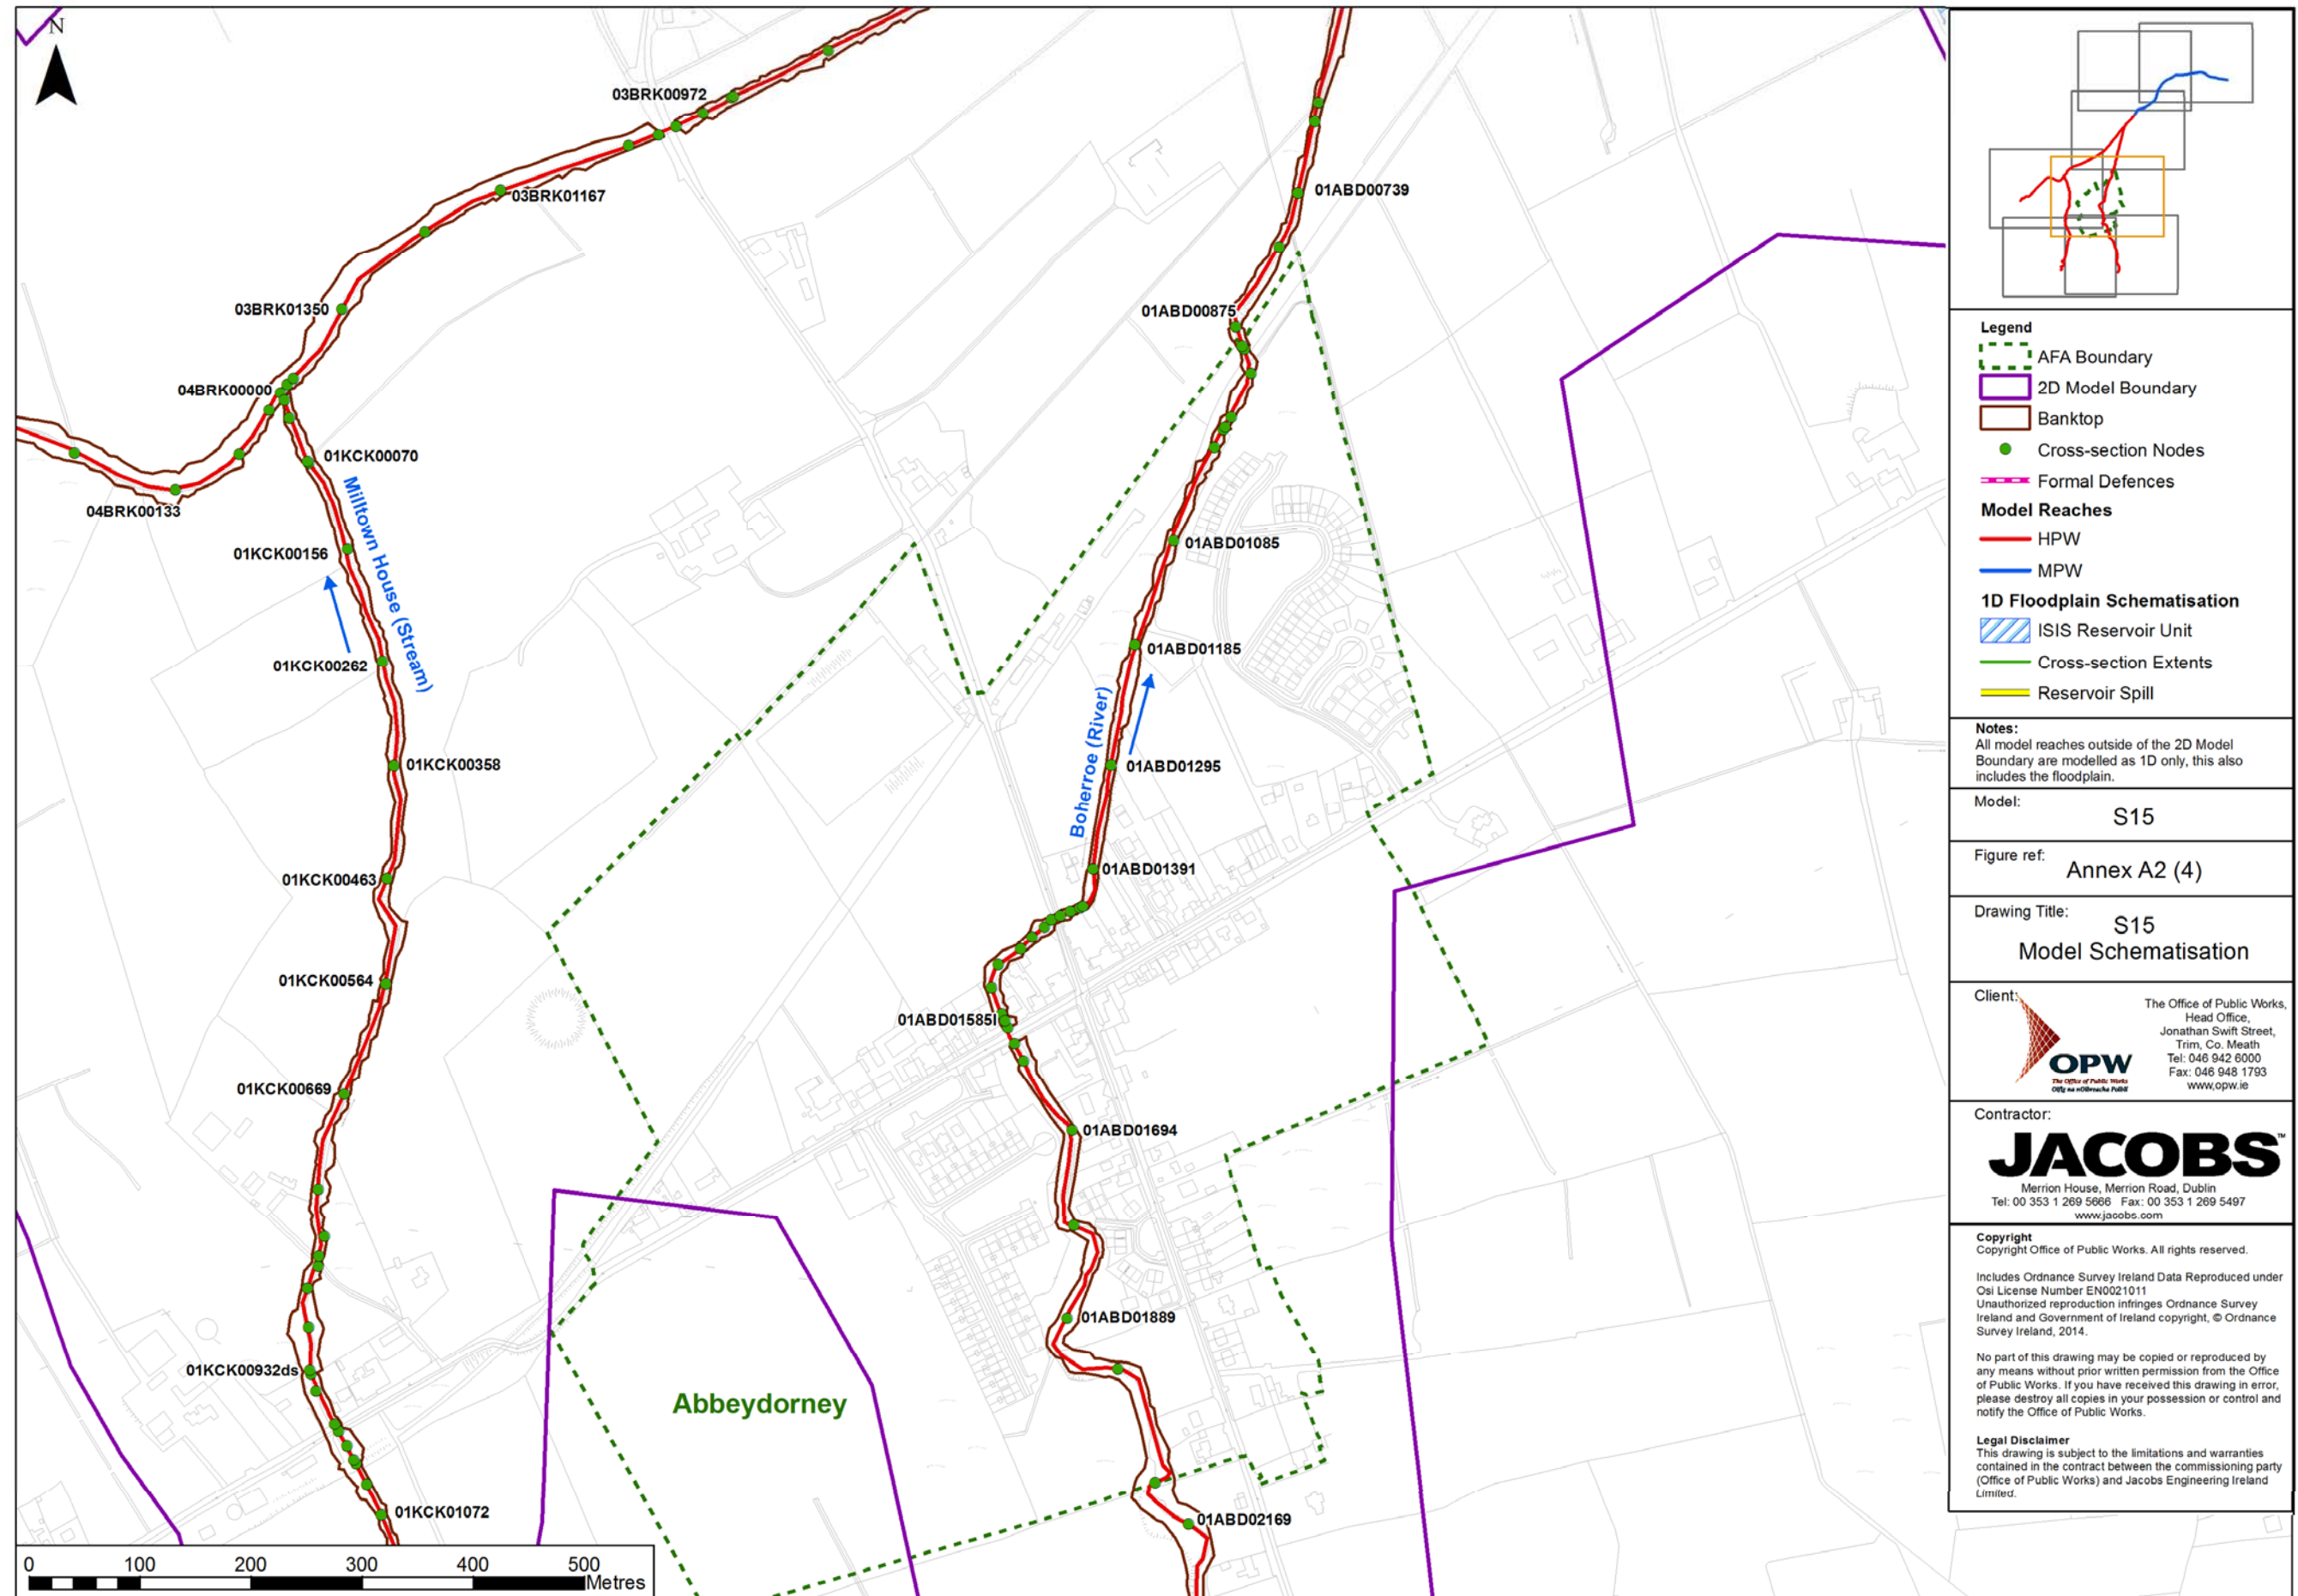 N
03BRK00972
03BRK01167
01ABD00739
03BRK01350
01ABD00875
04BRK00000
01KCK00070
04BRK00133
Milltown House (Stream)
01KCK00156
01ABD01085
01KCK00262
01ABD01185
Boherroe (River)
01KCK00358
01ABD01295
01KCK00463
01ABD01391
01KCK00564
01ABD01585I
01KCK00669
01ABD01694
01ABD01889
01KCK00932ds
Abbeydorney
01KCK01072
01ABD02169
0 100 200 300 400 500
Metres
Legend
AFA Boundary
2D Model Boundary
Banktop
Cross-section Nodes
Formal Defences
Model Reaches
HPW
MPW
1D Floodplain Schematisation
ISIS Reservoir Unit
Cross-section Extents
Reservoir Spill
Notes:
All model reaches outside of the 2D Model
Boundary are modelled as 1D only, this also
includes the floodplain.
Model:
S15
Figure ref:
Annex A2 (4)
Drawing Title:
S15
Model Schematisation
Client:
OPW
The Office of Public Works
Oifig na nOibreacha Poiblí
The Office of Public Works,
Head Office,
Jonathan Swift Street,
Trim, Co. Meath
Tel: 046 942 6000
Fax: 046 948 1793
www.opw.ie
Contractor:
JACOBS™
Merrion House, Merrion Road, Dublin
Tel: 00 353 1 269 5666 Fax: 00 353 1 269 5497
www.jacobs.com
Copyright
Copyright Office of Public Works. All rights reserved.
Includes Ordnance Survey Ireland Data Reproduced under
Osi License Number EN0021011
Unauthorized reproduction infringes Ordnance Survey
Ireland and Government of Ireland copyright, © Ordnance
Survey Ireland, 2014.
No part of this drawing may be copied or reproduced by
any means without prior written permission from the Office
of Public Works. If you have received this drawing in error,
please destroy all copies in your possession or control and
notify the Office of Public Works.
Legal Disclaimer
This drawing is subject to the limitations and warranties
contained in the contract between the commissioning party
(Office of Public Works) and Jacobs Engineering Ireland
Limited.